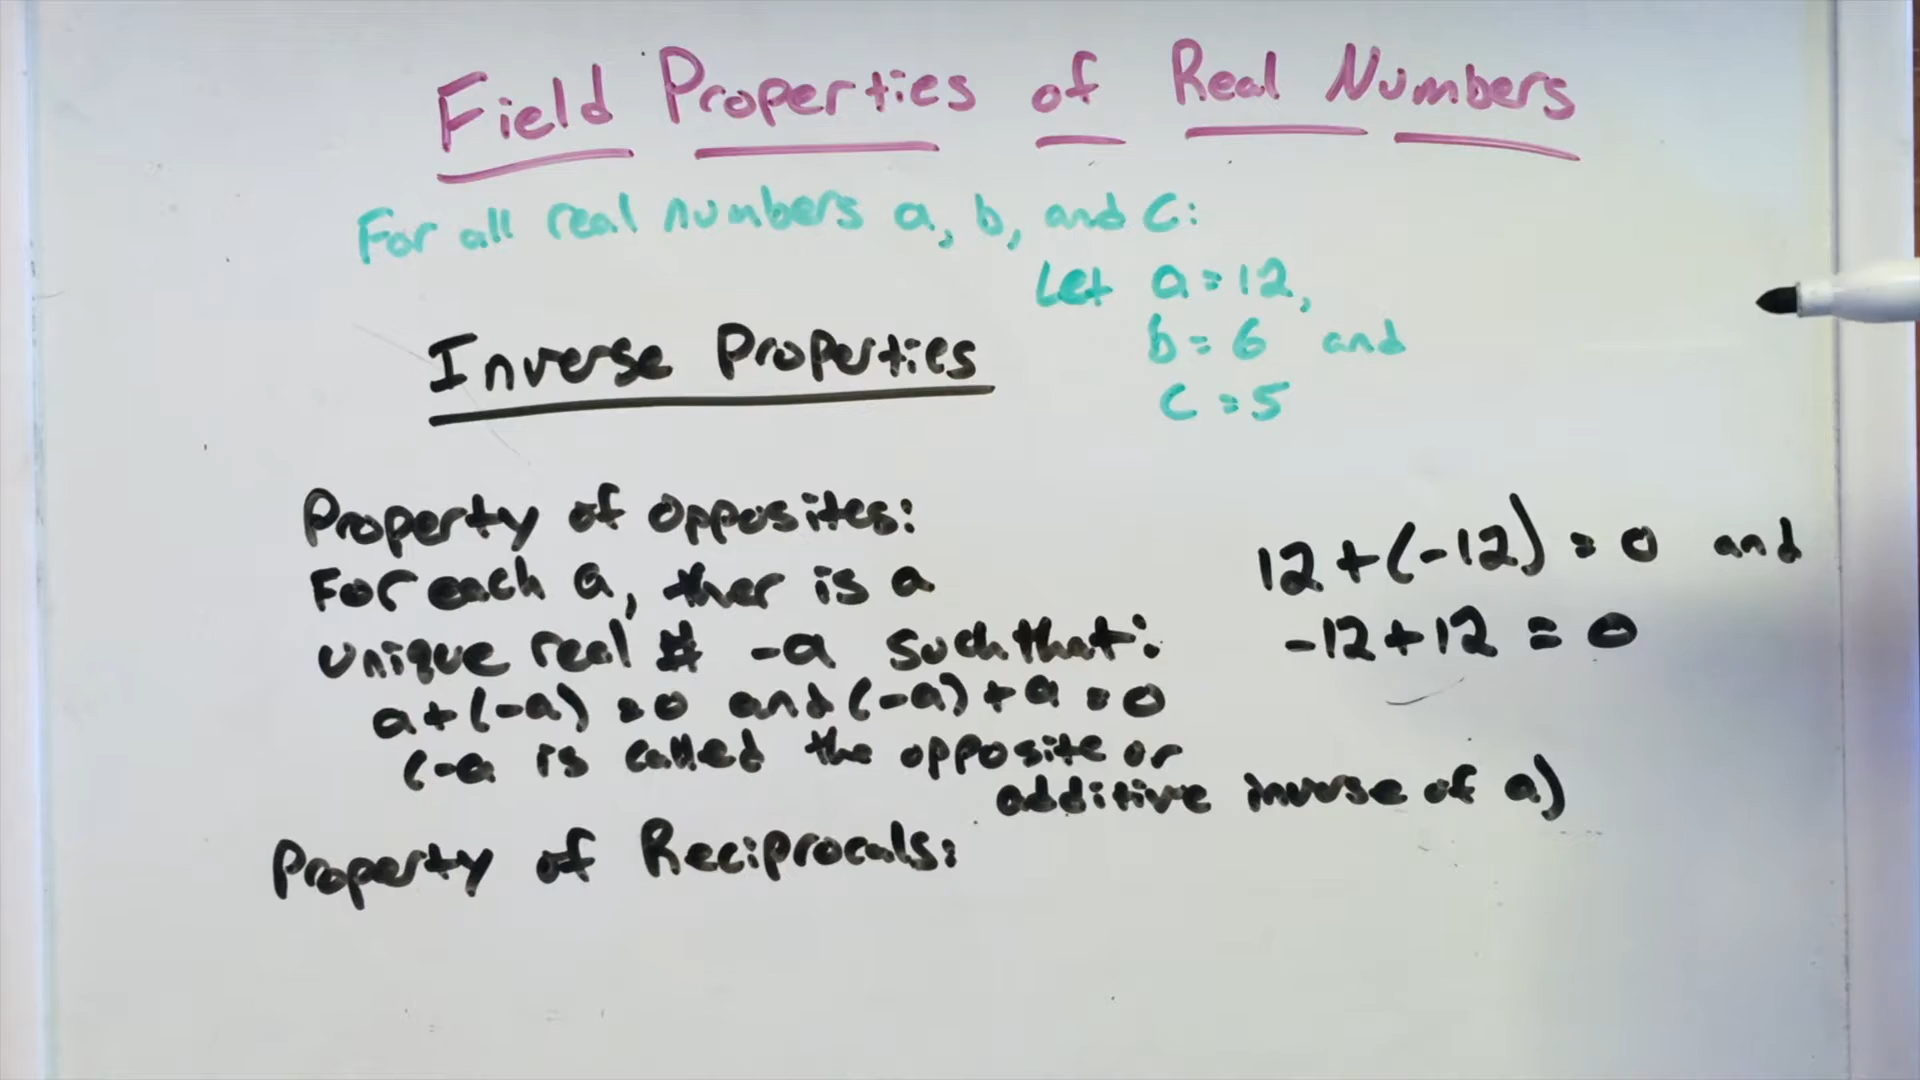 Field Properties of Real Numbers
For all real numbers a, b, and c:
Let a = 12,
b = 6 and
c = 5
Inverse Properties
Property of opposites:
For each a, ther is a
unique real # -a such that:
a+(-a) = 0 and (-a) + a = 0
(-a is called the opposite or
additive inverse of a)
12+(-12) = 0 and
-12+12 = 0
Property of Reciprocals: